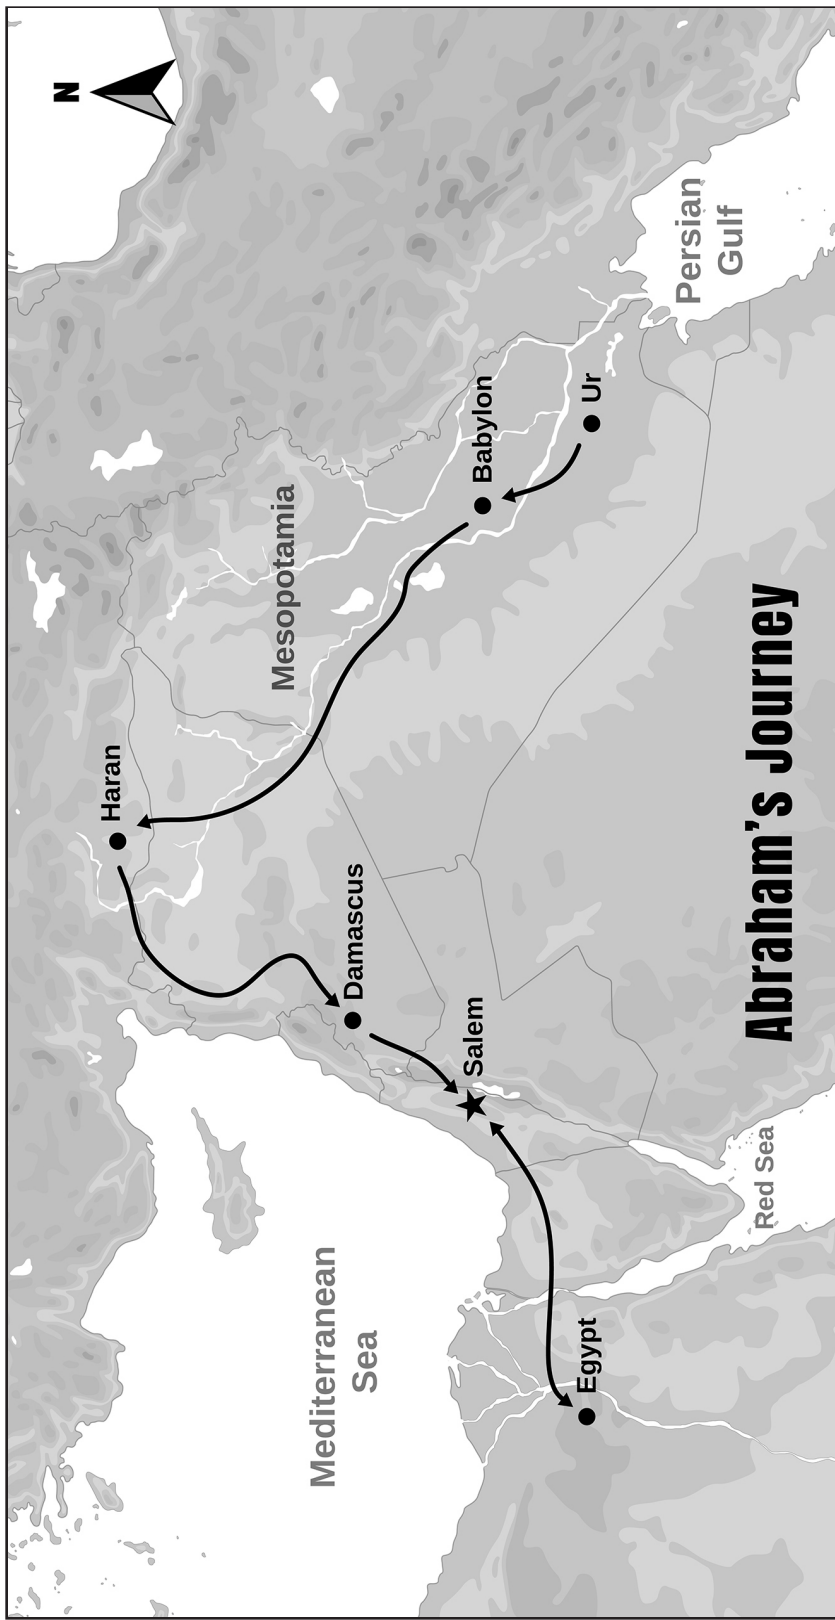 N
Haran
Mesopotamia
Babylon
Ur
Persian
Gulf
Damascus
Salem
Mediterranean
Sea
Egypt
Red Sea
Abraham’s Journey